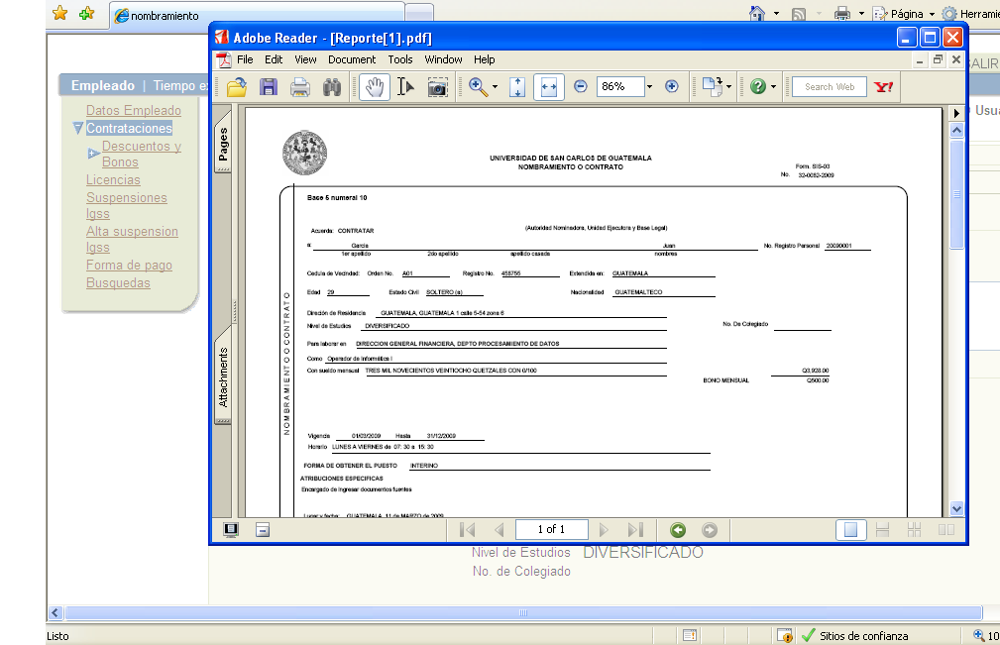 nombramiento
Página
Herramie
Adobe Reader - [Reporte[1].pdf]
File Edit View Document Tools Window Help
86%
Search Web
Y!
ALIR
Empleado | Tiempo e
Usua
Datos Empleado
Contrataciones
Descuentos y
Bonos
Licencias
Suspensiones
Igss
Alta suspension
Igss
Forma de pago
Busquedas
Pages
Attachments
UNIVERSIDAD DE SAN CARLOS DE GUATEMALA
NOMBRAMIENTO O CONTRATO
Form. SIS-03
No. 32-0082-2009
NOMBRAMIENTO O CONTRATO
Base 5 numeral 10
Acuerda: CONTRATAR (Autoridad Nominadora, Unidad Ejecutora y Base Legal)
a: Garcia Juan No. Registro Personal 20090001
1er apellido 2do apellido apellido casada nombres
Cedula de Vecindad: Orden No. A01 Registro No. 458755 Extendida en: GUATEMALA
Edad 29 Estado Civil SOLTERO (a) Nacionalidad GUATEMALTECO
Direción de Residencia GUATEMALA, GUATEMALA 1 calle 5-54 zona 6
Nivel de Estudios DIVERSIFICADO No. De Colegiado
Para laborar en DIRECCION GENERAL FINANCIERA, DEPTO PROCESAMIENTO DE DATOS
Como Operador de Informática I
Con sueldo mensual TRES MIL NOVECIENTOS VEINTIOCHO QUETZALES CON 0/100 Q3,928.00
BONO MENSUAL Q500.00
Vigencia 01/03/2009 Hasta 31/12/2009
Horario LUNES A VIERNES de 07: 30 a 15: 30
FORMA DE OBTENER EL PUESTO INTERINO
ATRIBUCIONES ESPECIFICAS
Encargado de ingresar documentos fuentes
Lugar y fecha: GUATEMALA, 11 de MARZO de 2009
1 of 1
Nivel de Estudios DIVERSIFICADO
No. de Colegiado
Listo
Sitios de confianza
10